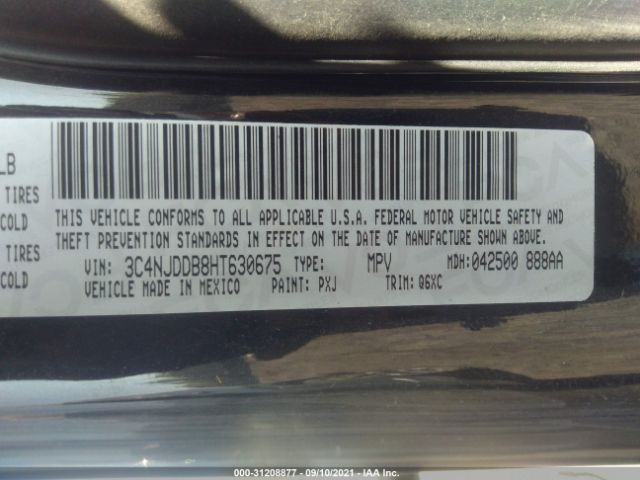 LB
TIRES
COLD
TIRES
COLD
THIS VEHICLE CONFORMS TO ALL APPLICABLE U.S.A. FEDERAL MOTOR VEHICLE SAFETY AND
THEFT PREVENTION STANDARDS IN EFFECT ON THE DATE OF MANUFACTURE SHOWN ABOVE.
VIN: 3C4NJDDB8HT630675 TYPE: MPV MDH: 042500 888AA
VEHICLE MADE IN MEXICO PAINT: PXJ TRIM: Q6XC
000-31208877 - 09/10/2021 - IAA Inc.